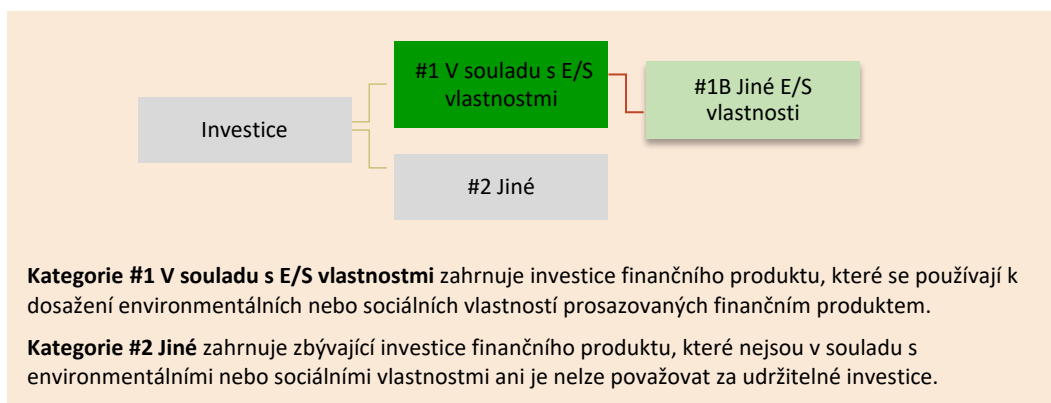 #1 V souladu s E/S
vlastnostmi
#1B Jiné E/S
vlastnosti
Investice
#2 Jiné
Kategorie #1 V souladu s E/S vlastnostmi zahrnuje investice finančního produktu, které se používají k
dosažení environmentálních nebo sociálních vlastností prosazovaných finančním produktem.
Kategorie #2 Jiné zahrnuje zbývající investice finančního produktu, které nejsou v souladu s
environmentálními nebo sociálními vlastnostmi ani je nelze považovat za udržitelné investice.